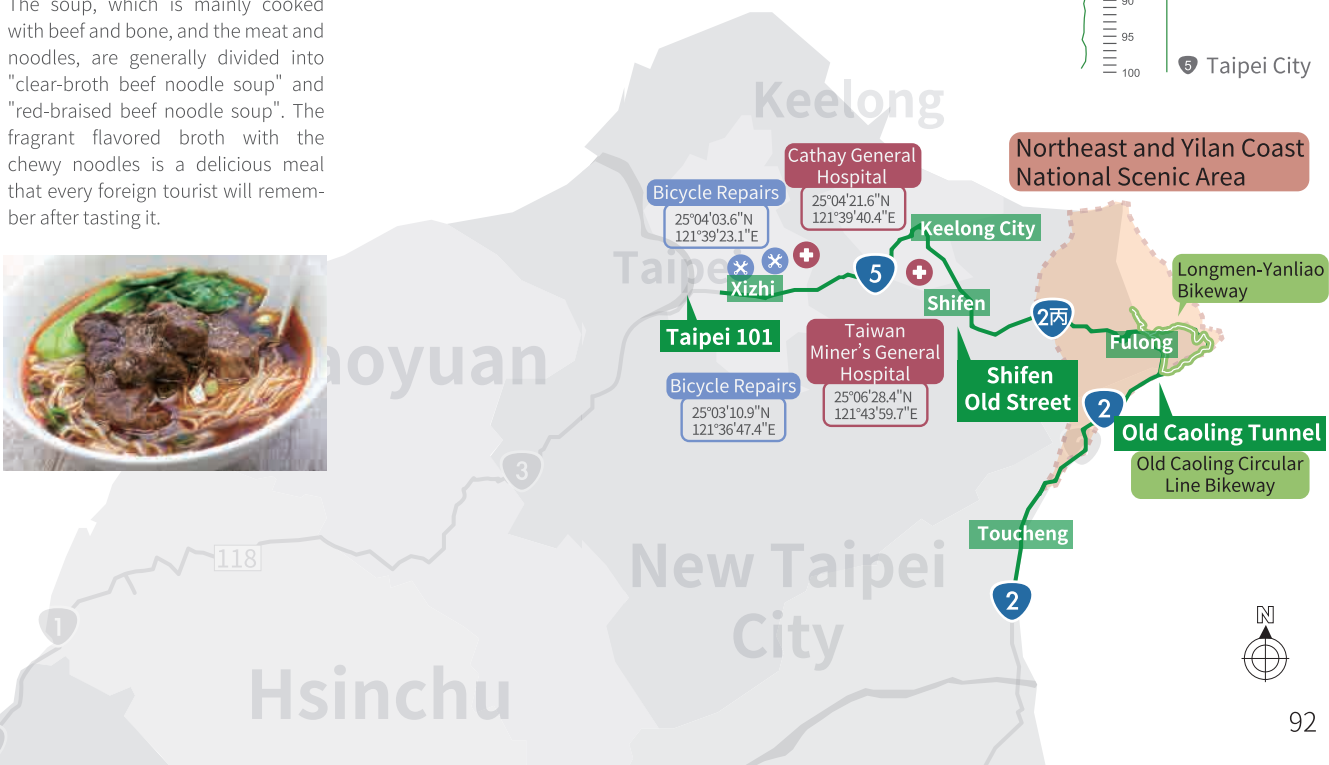 The soup, which is mainly cooked
with beef and bone, and the meat and
noodles, are generally divided into
"clear-broth beef noodle soup" and
"red-braised beef noodle soup". The
fragrant flavored broth with the
chewy noodles is a delicious meal
that every foreign tourist will remem-
ber after tasting it.
90
95
100
5 Taipei City
Keelong
Northeast and Yilan Coast
National Scenic Area
Cathay General
Hospital
25°04'21.6"N
121°39'40.4"E
Bicycle Repairs
25°04'03.6"N
121°39'23.1"E
Keelong City
Taipei
5
Xizhi
Longmen-Yanliao
Bikeway
Shifen
2丙
Taipei 101
Taiwan
Miner's General
Hospital
25°06'28.4"N
121°43'59.7"E
Fulong
aoyuan
Bicycle Repairs
25°03'10.9"N
121°36'47.4"E
Shifen
Old Street
2
Old Caoling Tunnel
Old Caoling Circular
Line Bikeway
3
Toucheng
118
New Taipei
City
2
1
Hsinchu
N
92